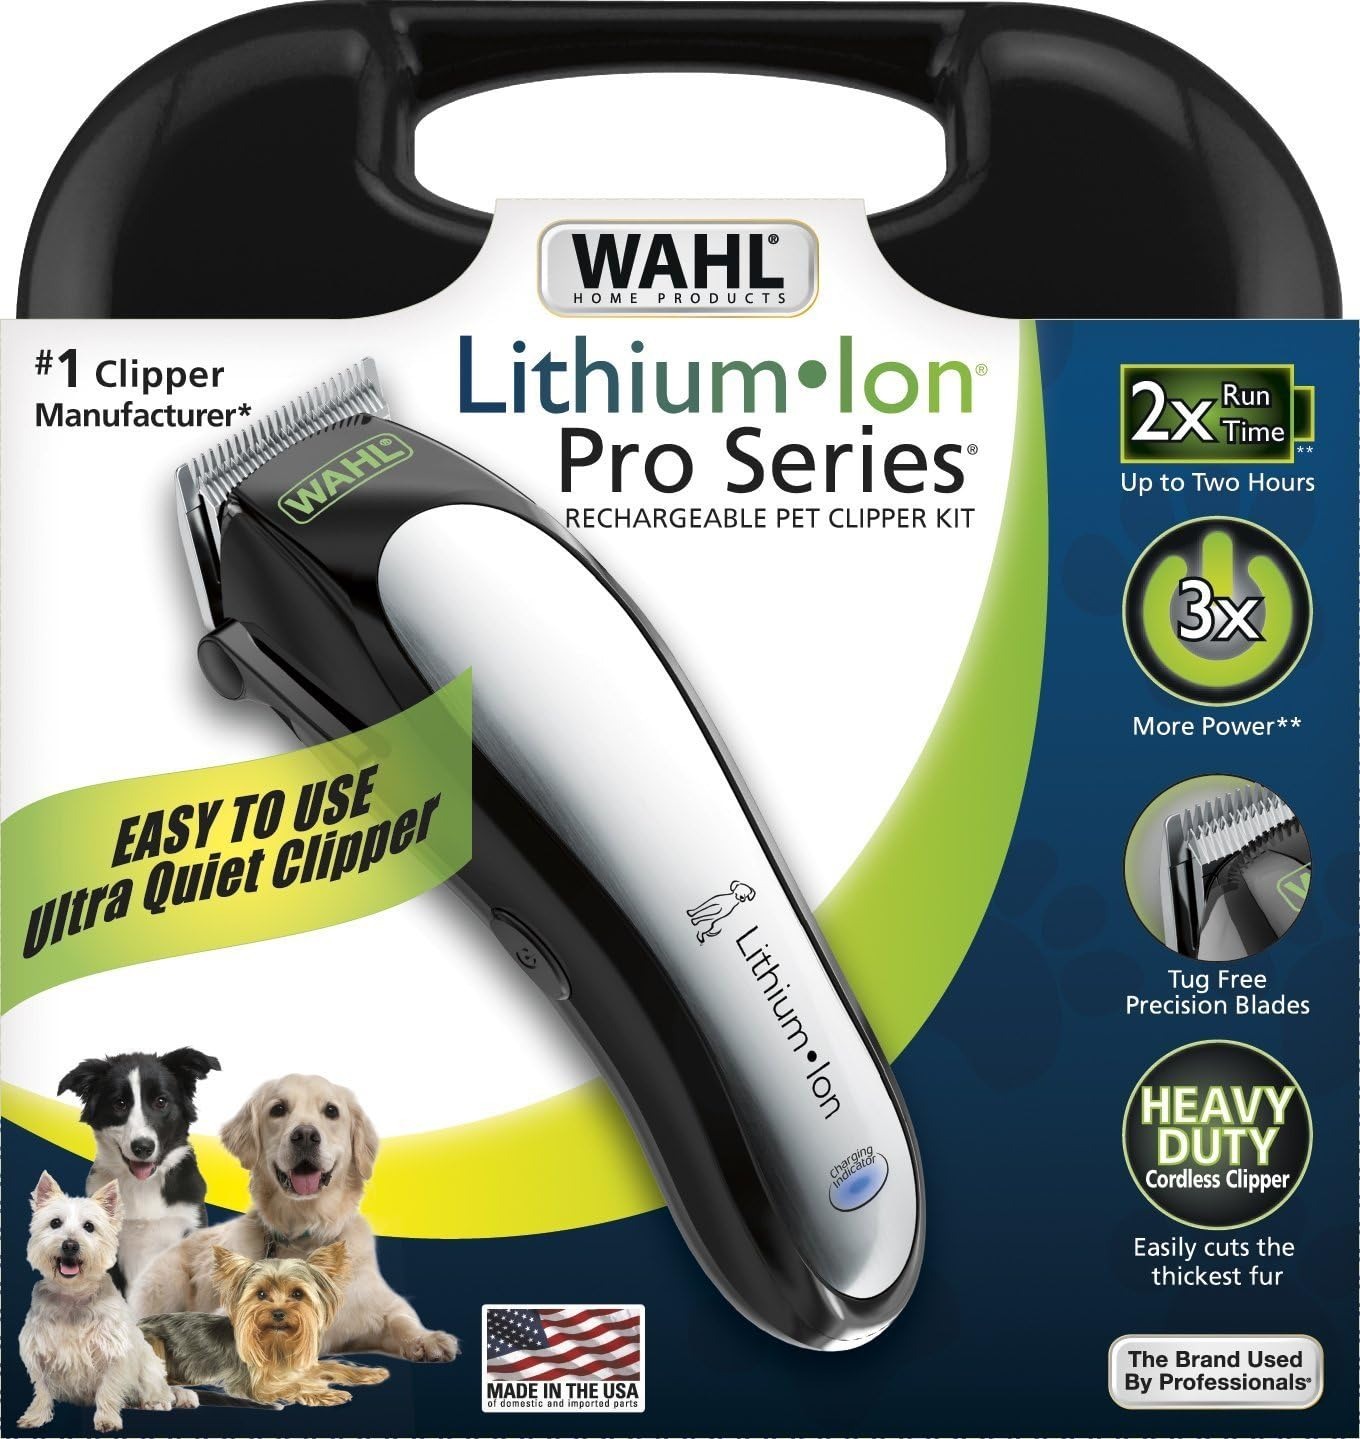 WAHL®
HOME PRODUCTS
Lithium•Ion®
Pro Series®
RECHARGEABLE PET CLIPPER KIT
#1 Clipper
Manufacturer*
WAHL®
EASY TO USE
Ultra Quiet Clipper
Lithium•Ion
Charging
Indicator
2x Run
Time**
Up to Two Hours
3x
More Power**
Tug Free
Precision Blades
HEAVY
DUTY
Cordless Clipper
Easily cuts the
thickest fur
MADE IN THE USA
of domestic and imported parts
The Brand Used
By Professionals®